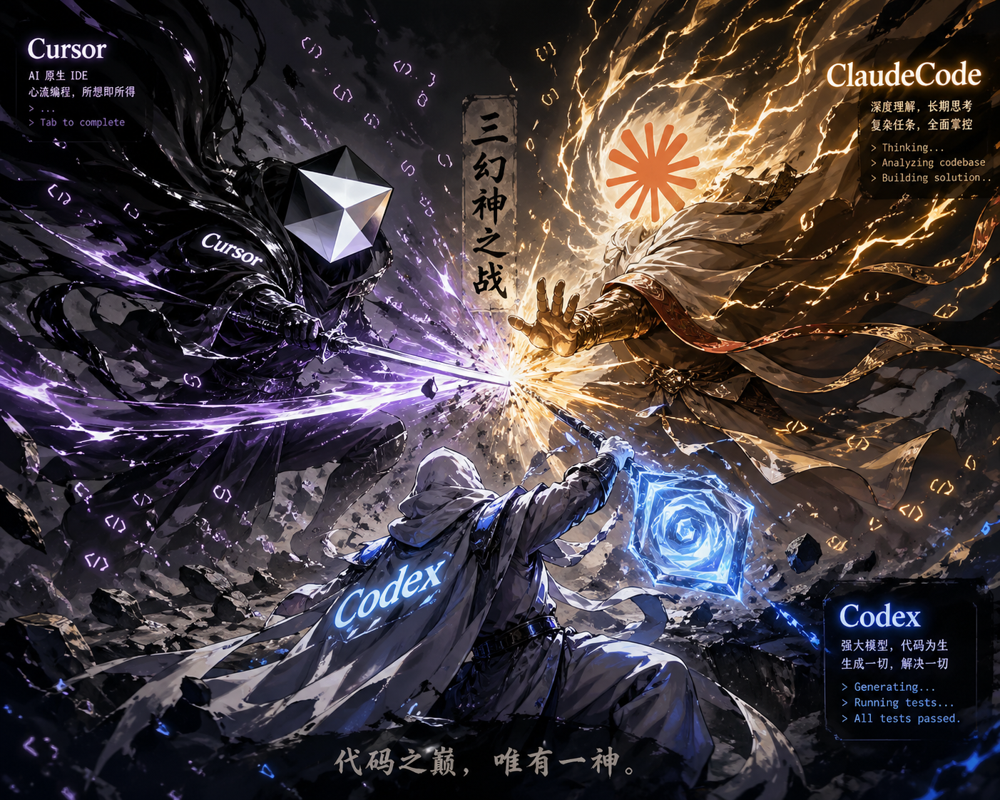 Cursor
AI 原生 IDE
心流编程，所想即所得
> ...
> Tab to complete
ClaudeCode
深度理解，长期思考
复杂任务，全面掌控
> Thinking...
> Analyzing codebase
> Building solution..
三幻神之战
Cursor
Codex
Codex
强大模型，代码为生
生成一切，解决一切
> Generating...
> Running tests...
> All tests passed.
代码之巅，唯有一神。